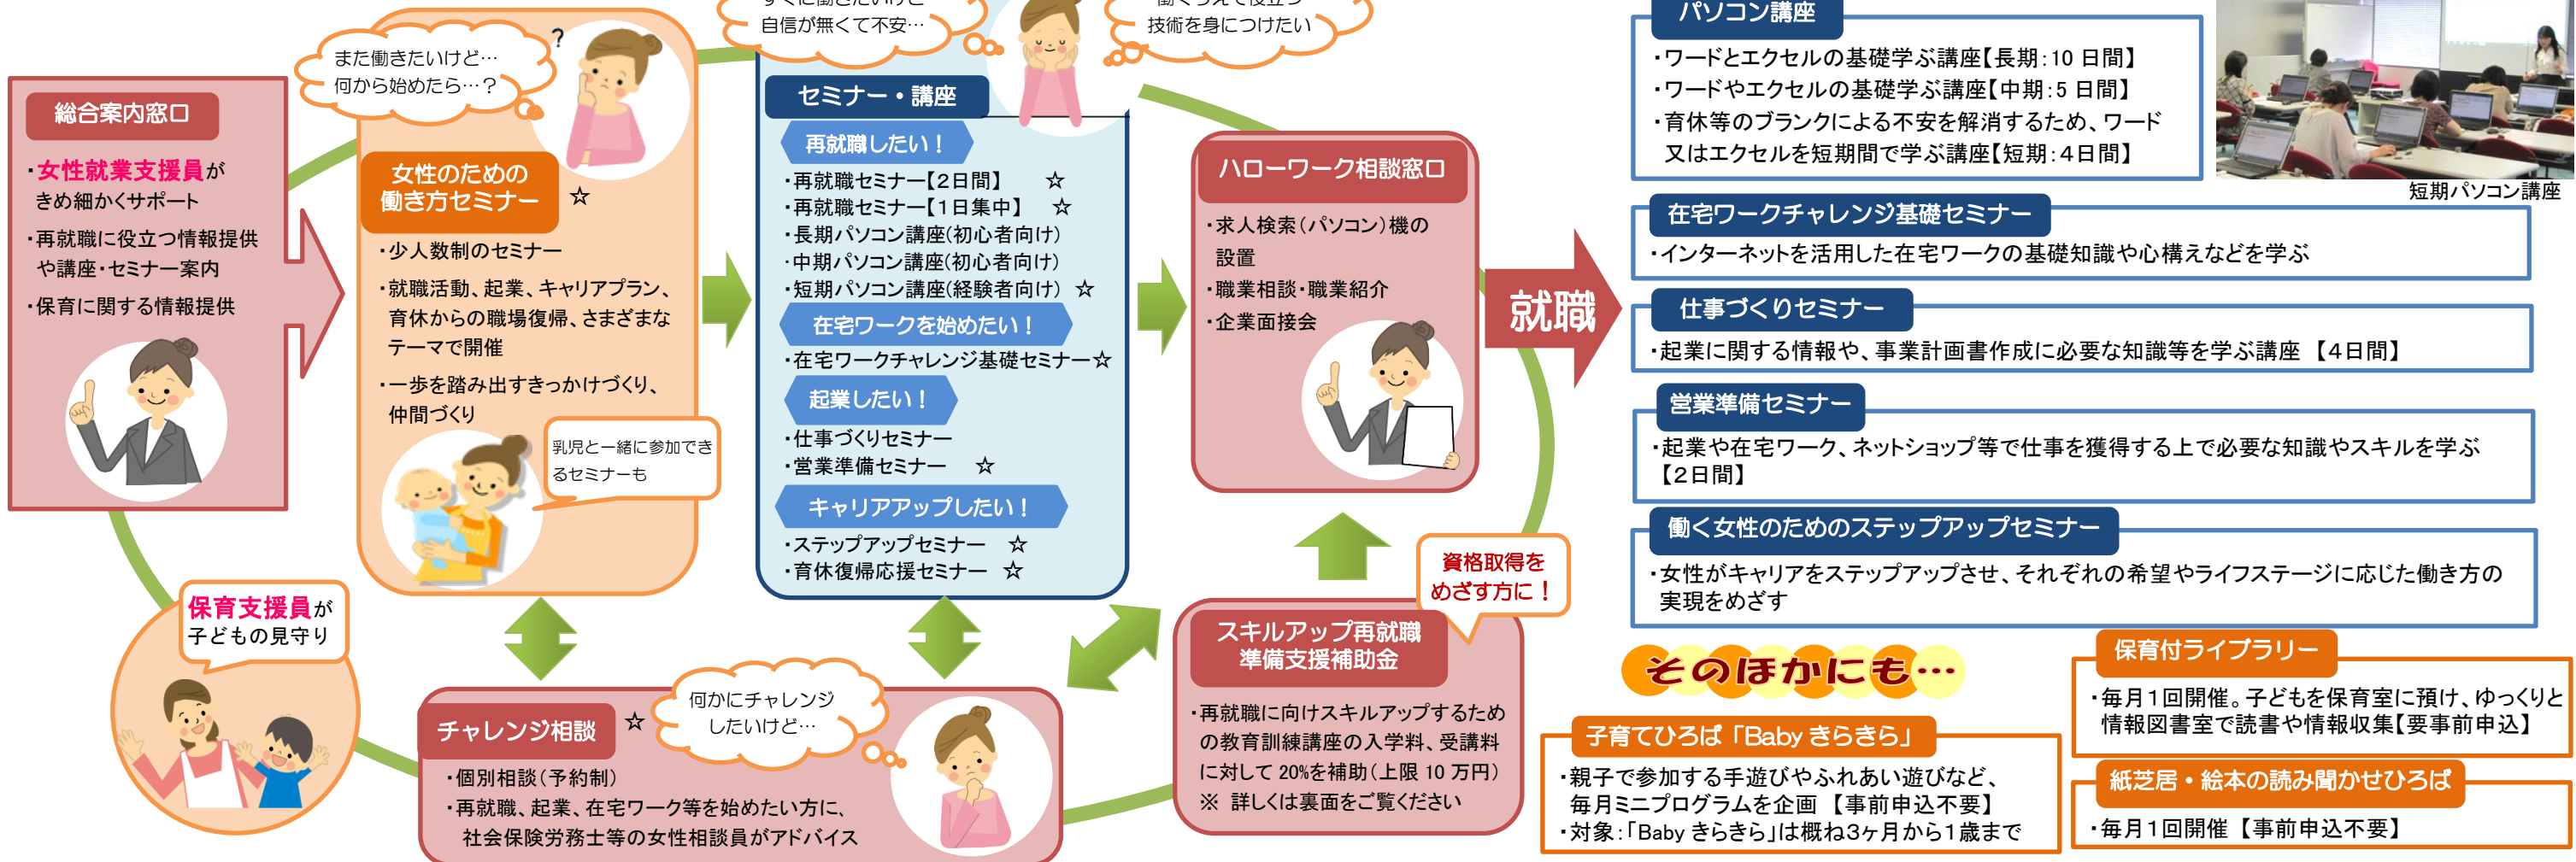 総合案内窓口
・女性就業支援員が
きめ細かくサポート
・再就職に役立つ情報提供
や講座・セミナー案内
・保育に関する情報提供
また働きたいけど…
何から始めたら…?
?
女性のための
働き方セミナー
☆
・少人数制のセミナー
・就職活動、起業、キャリアプラン、
育休からの職場復帰、さまざまな
テーマで開催
・一歩を踏み出すきっかけづくり、
仲間づくり
乳児と一緒に参加でき
るセミナーも
保育支援員が
子どもの見守り
すぐに働きたいけど
自信が無くて不安…
働くうえで役立つ
技術を身につけたい
セミナー・講座
再就職したい!
・再就職セミナー【2日間】 ☆
・再就職セミナー【1日集中】 ☆
・長期パソコン講座(初心者向け)
・中期パソコン講座(初心者向け)
・短期パソコン講座(経験者向け) ☆
在宅ワークを始めたい!
・在宅ワークチャレンジ基礎セミナー☆
起業したい!
・仕事づくりセミナー
・営業準備セミナー ☆
キャリアアップしたい!
・ステップアップセミナー ☆
・育休復帰応援セミナー ☆
チャレンジ相談
☆
何かにチャレンジ
したいけど…
・個別相談(予約制)
・再就職、起業、在宅ワーク等を始めたい方に、
社会保険労務士等の女性相談員がアドバイス
ハローワーク相談窓口
・求人検索(パソコン)機の
設置
・職業相談・職業紹介
・企業面接会
資格取得を
めざす方に!
スキルアップ再就職
準備支援補助金
・再就職に向けスキルアップするため
の教育訓練講座の入学料、受講料
に対して 20%を補助(上限 10 万円)
※ 詳しくは裏面をご覧ください
就職
パソコン講座
・ワードとエクセルの基礎学ぶ講座【長期:10 日間】
・ワードやエクセルの基礎学ぶ講座【中期:5 日間】
・育休等のブランクによる不安を解消するため、ワード
又はエクセルを短期間で学ぶ講座【短期:4日間】
短期パソコン講座
在宅ワークチャレンジ基礎セミナー
・インターネットを活用した在宅ワークの基礎知識や心構えなどを学ぶ
仕事づくりセミナー
・起業に関する情報や、事業計画書作成に必要な知識等を学ぶ講座 【4日間】
営業準備セミナー
・起業や在宅ワーク、ネットショップ等で仕事を獲得する上で必要な知識やスキルを学ぶ
【2日間】
働く女性のためのステップアップセミナー
・女性がキャリアをステップアップさせ、それぞれの希望やライフステージに応じた働き方の
実現をめざす
そのほかにも…
子育てひろば「Baby きらきら」
・親子で参加する手遊びやふれあい遊びなど、
毎月ミニプログラムを企画 【事前申込不要】
・対象:「Baby きらきら」は概ね3ヶ月から1歳まで
保育付ライブラリー
・毎月1回開催。子どもを保育室に預け、ゆっくりと
情報図書室で読書や情報収集【要事前申込】
紙芝居・絵本の読み聞かせひろば
・毎月1回開催 【事前申込不要】